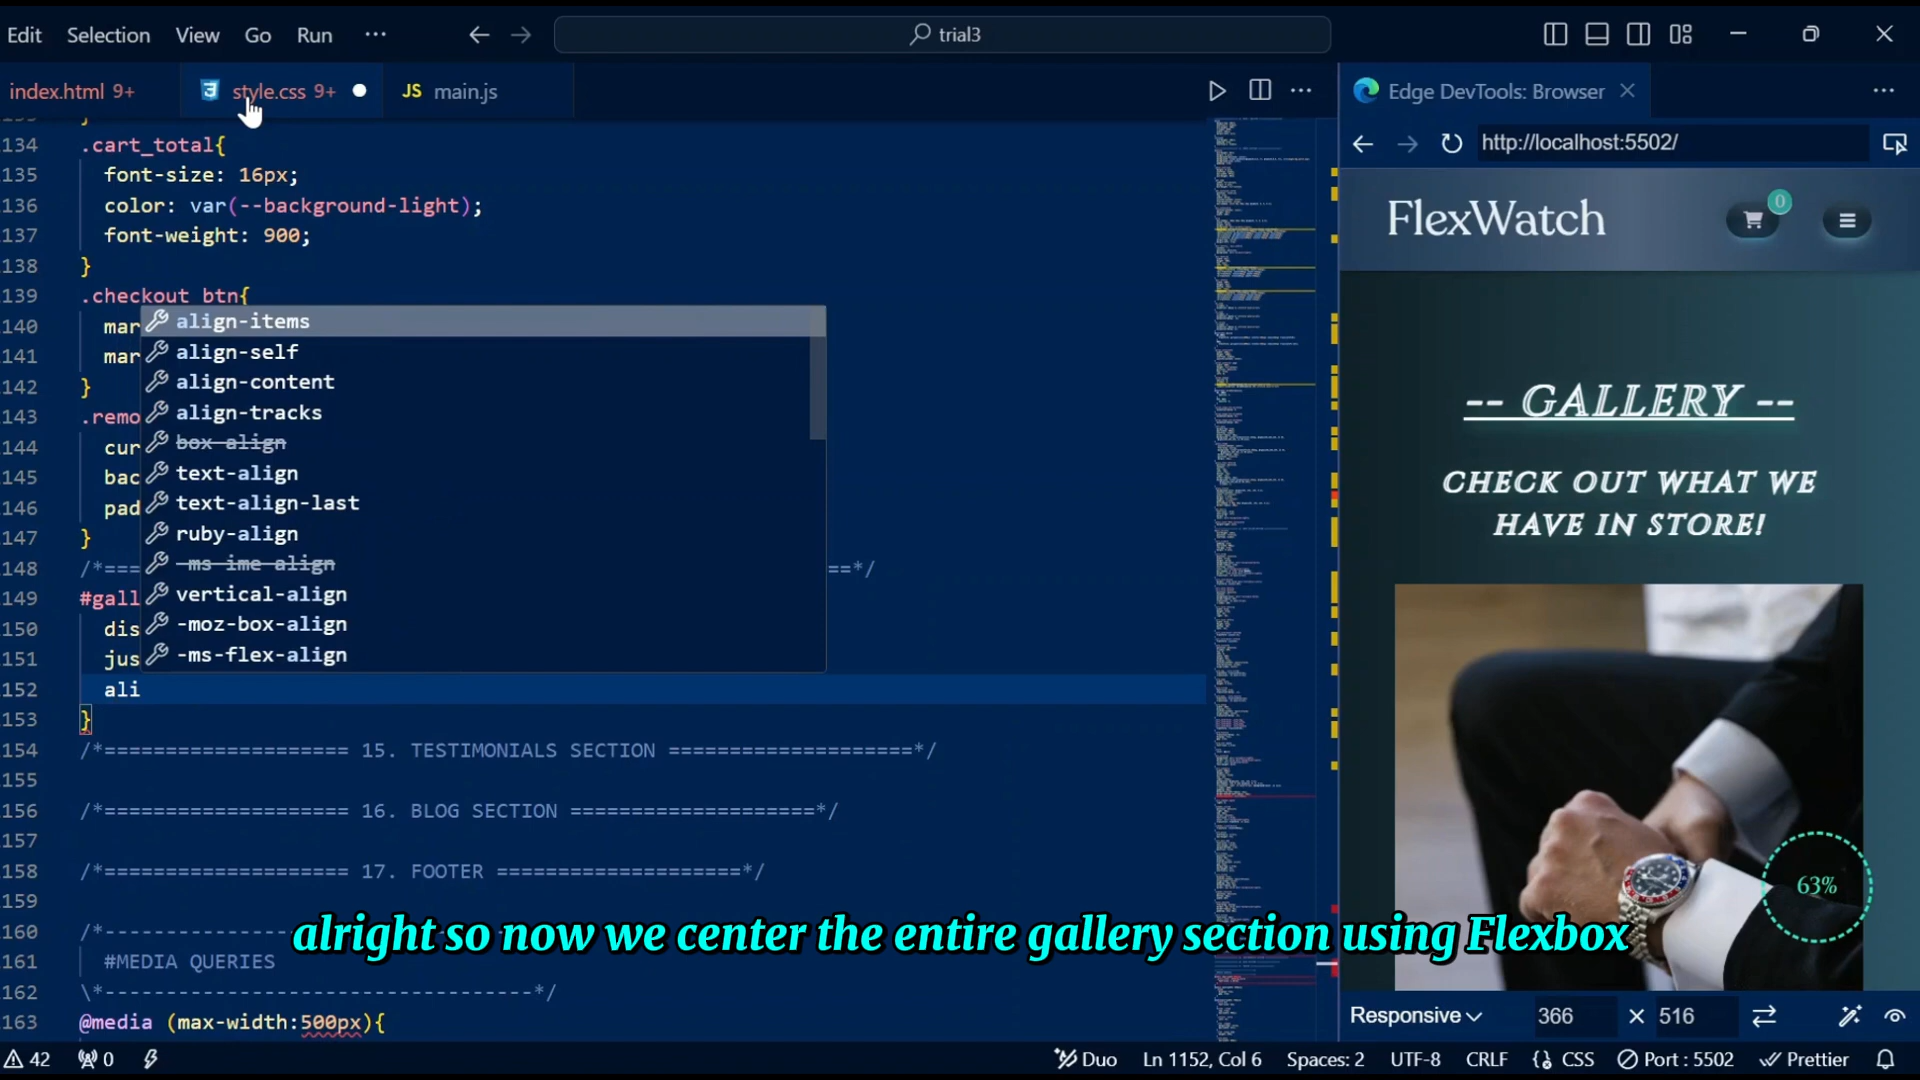 Edit Selection View Go Run ··· trial3
index.html 9+ style.css 9+ JS main.js
Edge DevTools: Browser
http://localhost:5502/
134 .cart_total{
135 font-size: 16px;
136 color: var(--background-light);
137 font-weight: 900;
138 }
139 .checkout_btn{
140 mar
141 mar
142 }
143 .remo
144 cur
145 bac
146 pad
147 }
148 /*=== ==*/
149 #gall
150 dis
151 jus
152 ali
153 }
154 /*==================== 15. TESTIMONIALS SECTION ====================*/
155
156 /*==================== 16. BLOG SECTION ====================*/
157
158 /*==================== 17. FOOTER ====================*/
159
160 /*----------------
161 #MEDIA QUERIES
162 \*----------------------------------*/
163 @media (max-width:500px){
align-items
align-self
align-content
align-tracks
box-align
text-align
text-align-last
ruby-align
-ms-ime-align
vertical-align
-moz-box-align
-ms-flex-align
FlexWatch 0
-- GALLERY --
CHECK OUT WHAT WE
HAVE IN STORE!
63%
alright so now we center the entire gallery section using Flexbox
Responsive 366 × 516
42 0 Duo Ln 1152, Col 6 Spaces: 2 UTF-8 CRLF {} CSS Port : 5502 Prettier